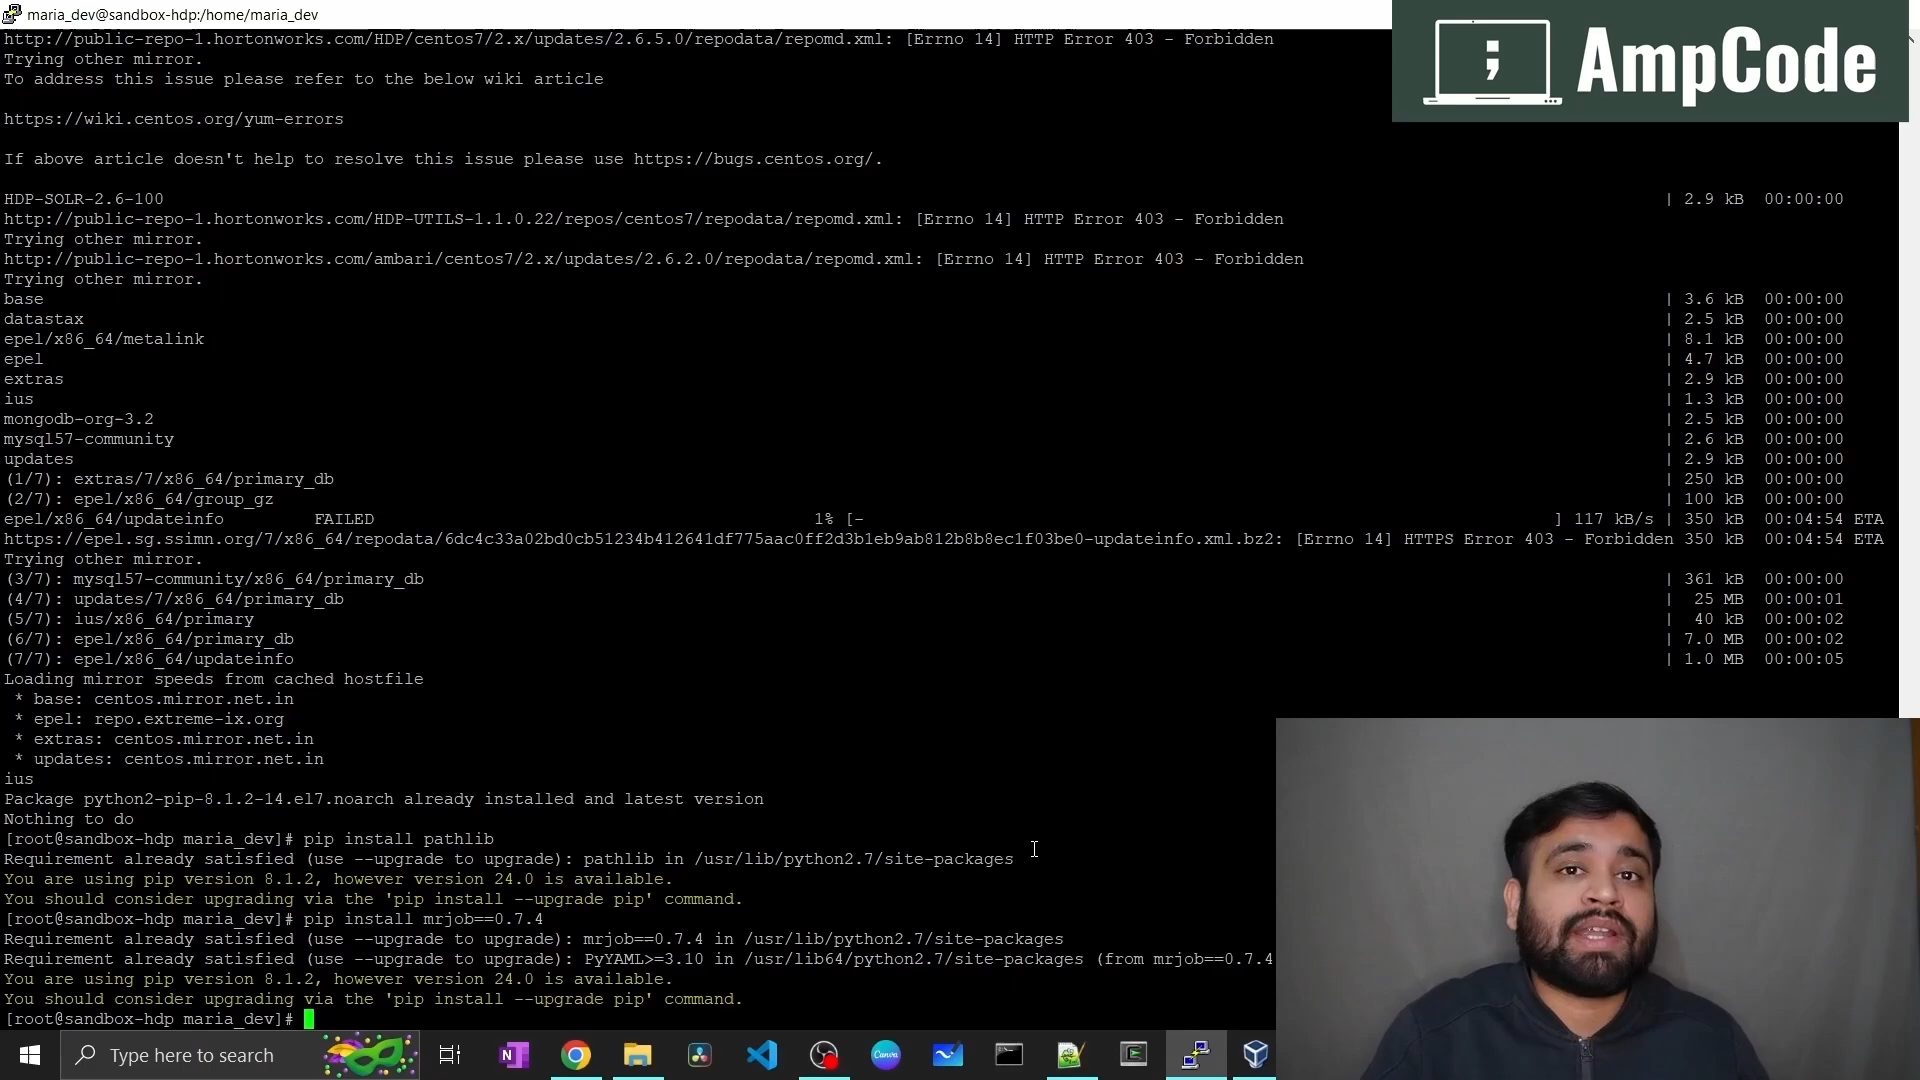 maria_dev@sandbox-hdp:/home/maria_dev
AmpCode
http://public-repo-1.hortonworks.com/HDP/centos7/2.x/updates/2.6.5.0/repodata/repomd.xml: [Errno 14] HTTP Error 403 - Forbidden
Trying other mirror.
To address this issue please refer to the below wiki article
https://wiki.centos.org/yum-errors
If above article doesn't help to resolve this issue please use https://bugs.centos.org/.
HDP-SOLR-2.6-100 | 2.9 kB 00:00:00
http://public-repo-1.hortonworks.com/HDP-UTILS-1.1.0.22/repos/centos7/repodata/repomd.xml: [Errno 14] HTTP Error 403 - Forbidden
Trying other mirror.
http://public-repo-1.hortonworks.com/ambari/centos7/2.x/updates/2.6.2.0/repodata/repomd.xml: [Errno 14] HTTP Error 403 - Forbidden
Trying other mirror.
base | 3.6 kB 00:00:00
datastax | 2.5 kB 00:00:00
epel/x86_64/metalink | 8.1 kB 00:00:00
epel | 4.7 kB 00:00:00
extras | 2.9 kB 00:00:00
ius | 1.3 kB 00:00:00
mongodb-org-3.2 | 2.5 kB 00:00:00
mysql57-community | 2.6 kB 00:00:00
updates | 2.9 kB 00:00:00
(1/7): extras/7/x86_64/primary_db | 250 kB 00:00:00
(2/7): epel/x86_64/group_gz | 100 kB 00:00:00
epel/x86_64/updateinfo FAILED 1% [- ] 117 kB/s | 350 kB 00:04:54 ETA
https://epel.sg.ssimn.org/7/x86_64/repodata/6dc4c33a02bd0cb51234b412641df775aac0ff2d3b1eb9ab812b8b8ec1f03be0-updateinfo.xml.bz2: [Errno 14] HTTPS Error 403 - Forbidden 350 kB 00:04:54 ETA
Trying other mirror.
(3/7): mysql57-community/x86_64/primary_db | 361 kB 00:00:00
(4/7): updates/7/x86_64/primary_db | 25 MB 00:00:01
(5/7): ius/x86_64/primary | 40 kB 00:00:02
(6/7): epel/x86_64/primary_db | 7.0 MB 00:00:02
(7/7): epel/x86_64/updateinfo | 1.0 MB 00:00:05
Loading mirror speeds from cached hostfile
* base: centos.mirror.net.in
* epel: repo.extreme-ix.org
* extras: centos.mirror.net.in
* updates: centos.mirror.net.in
ius
Package python2-pip-8.1.2-14.el7.noarch already installed and latest version
Nothing to do
[root@sandbox-hdp maria_dev]# pip install pathlib
Requirement already satisfied (use --upgrade to upgrade): pathlib in /usr/lib/python2.7/site-packages
You are using pip version 8.1.2, however version 24.0 is available.
You should consider upgrading via the 'pip install --upgrade pip' command.
[root@sandbox-hdp maria_dev]# pip install mrjob==0.7.4
Requirement already satisfied (use --upgrade to upgrade): mrjob==0.7.4 in /usr/lib/python2.7/site-packages
Requirement already satisfied (use --upgrade to upgrade): PyYAML>=3.10 in /usr/lib64/python2.7/site-packages (from mrjob==0.7.4
You are using pip version 8.1.2, however version 24.0 is available.
You should consider upgrading via the 'pip install --upgrade pip' command.
[root@sandbox-hdp maria_dev]#
Type here to search
Canva